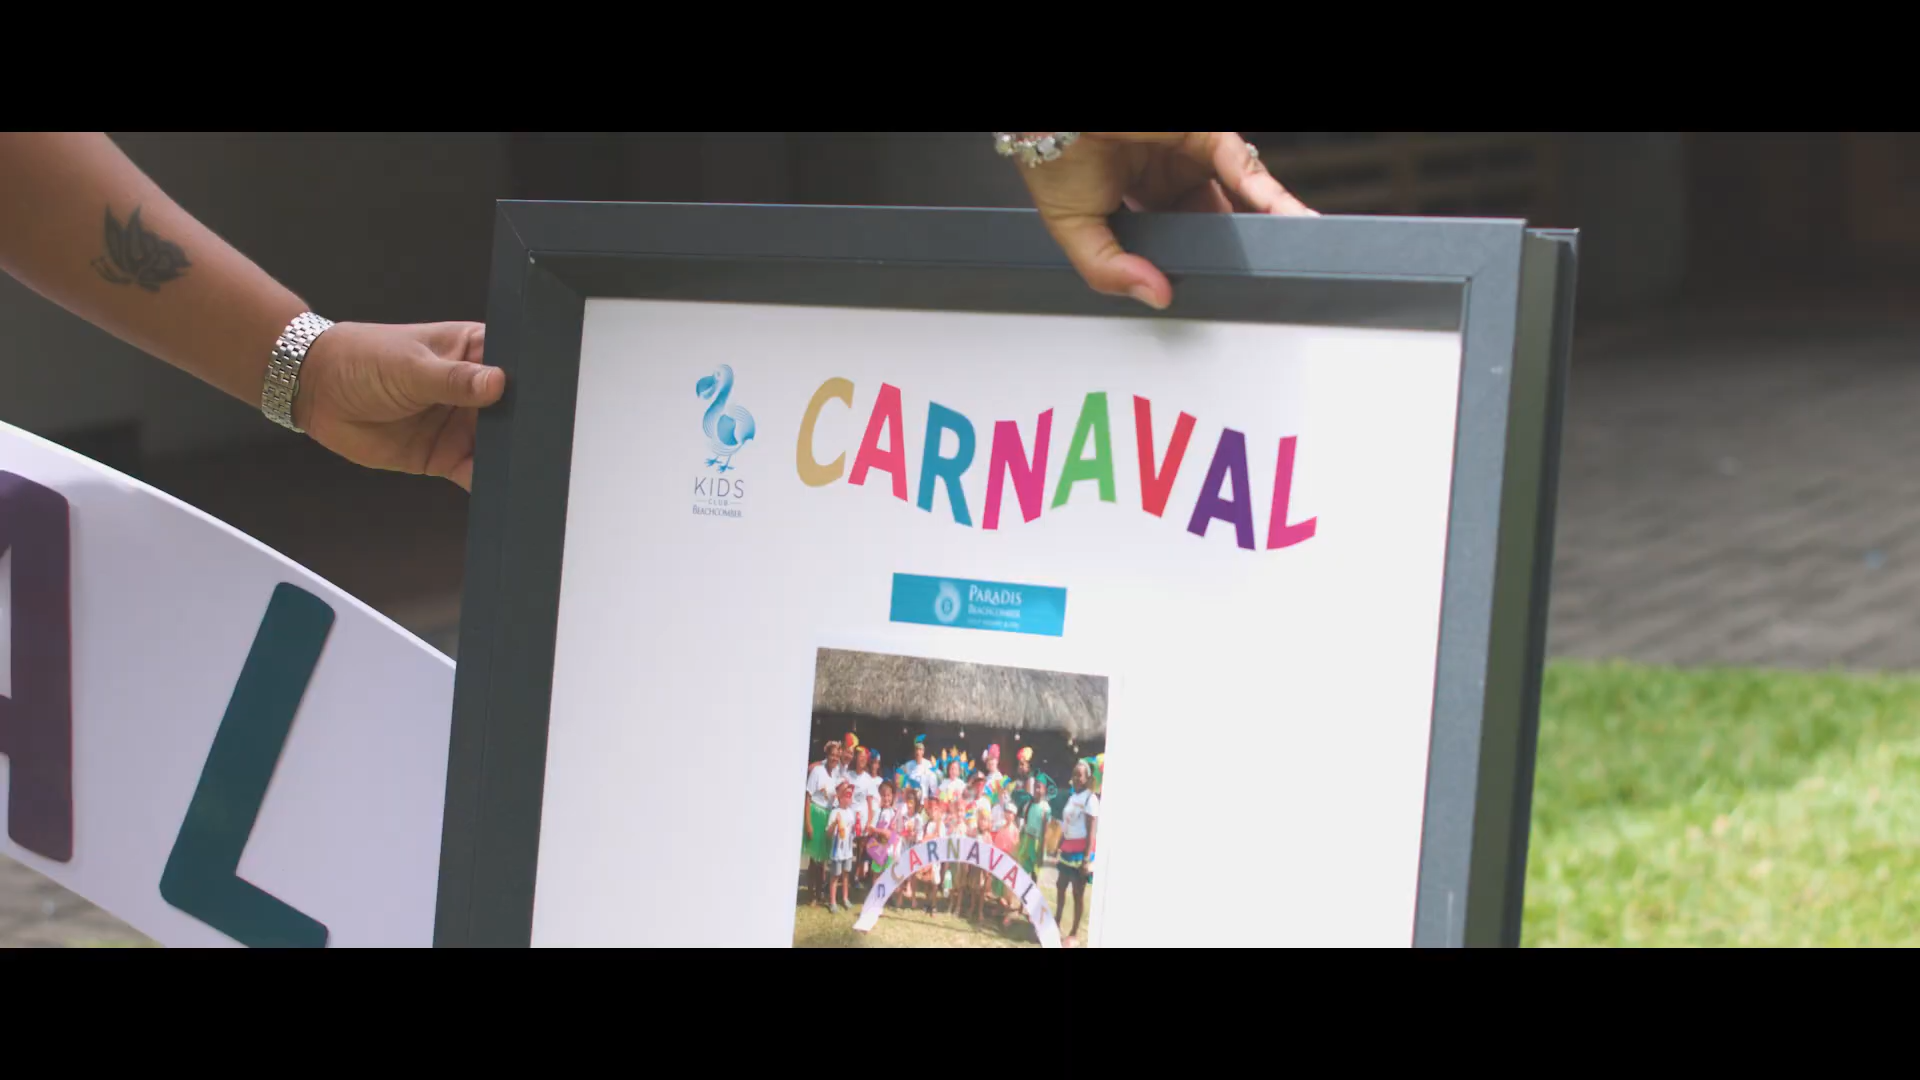 CARNAVAL
KIDS
CLUB
BEACHCOMBER
PARADIS
BEACHCOMBER
CARNAVAL
AL